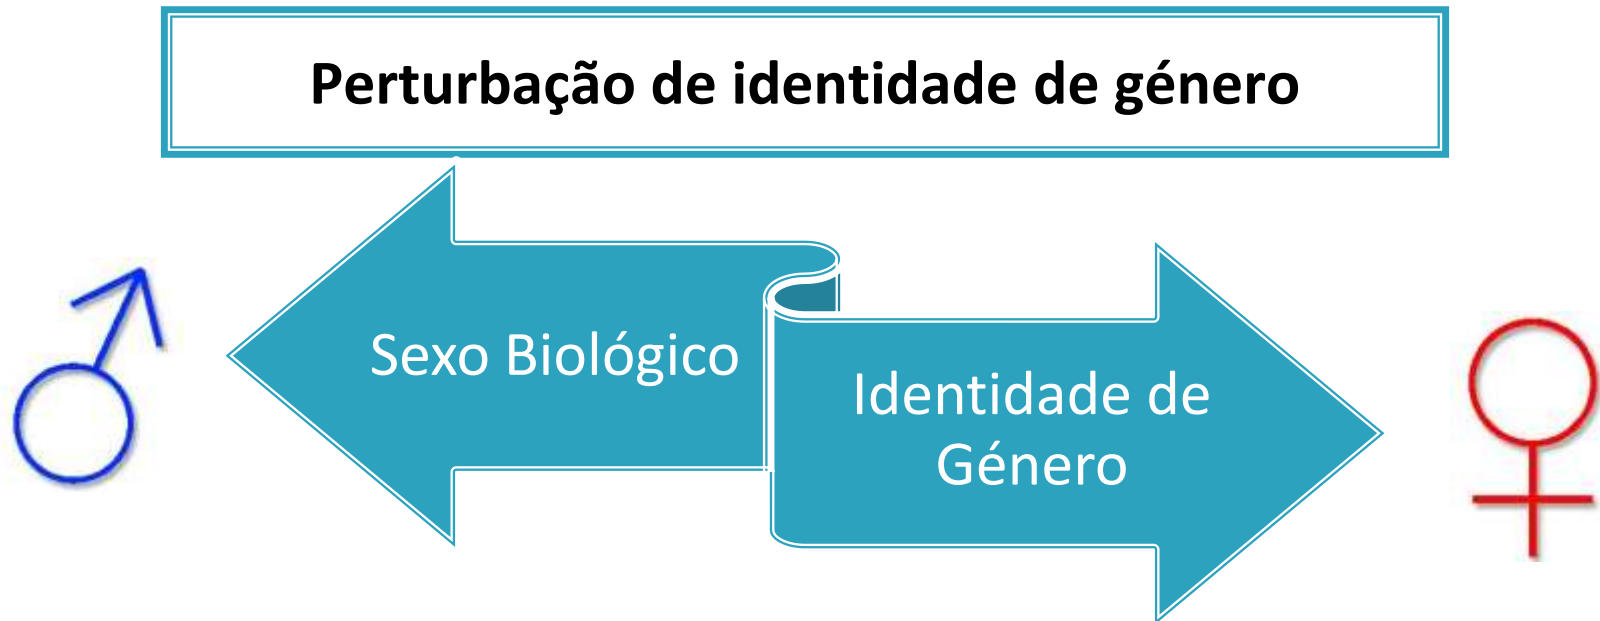 Perturbação de identidade de género
Sexo Biológico
Identidade de
Género